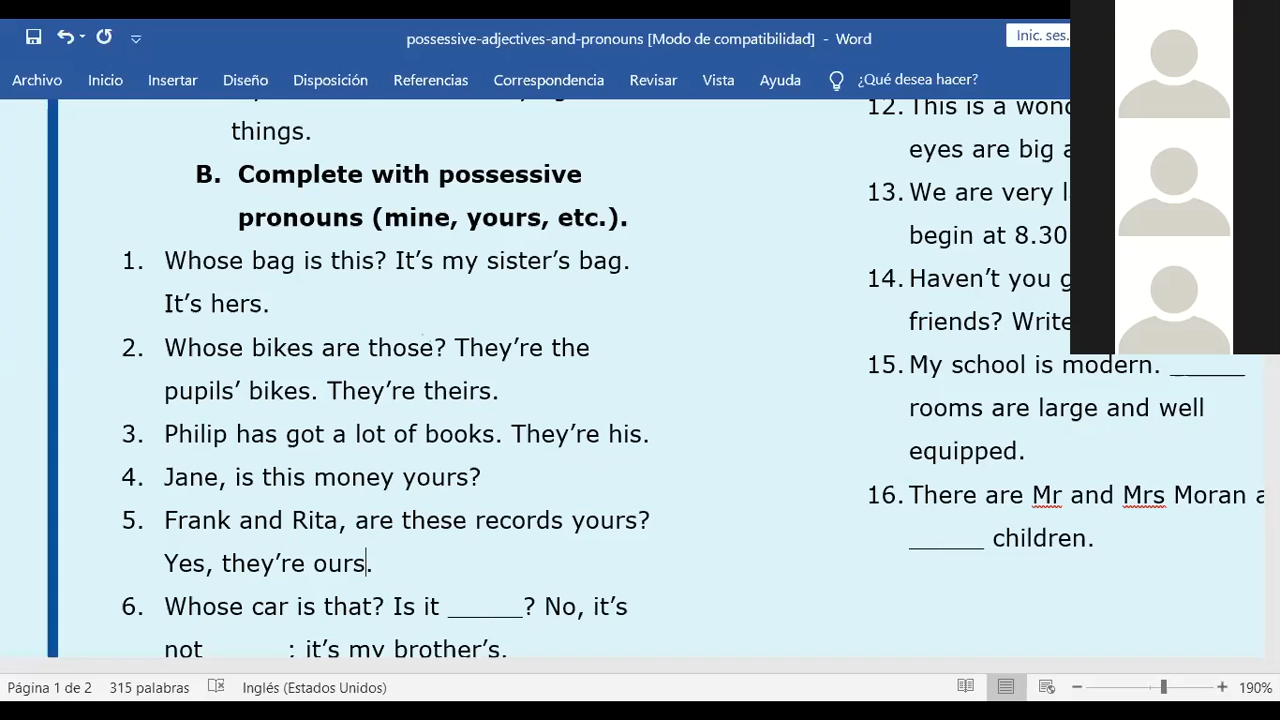 possessive-adjectives-and-pronouns [Modo de compatibilidad] - Word
Inic. ses.
Archivo Inicio Insertar Diseño Disposición Referencias Correspondencia Revisar Vista Ayuda ¿Qué desea hacer?
things.
B. Complete with possessive
pronouns (mine, yours, etc.).
1. Whose bag is this? It’s my sister’s bag.
It’s hers.
2. Whose bikes are those? They’re the
pupils’ bikes. They’re theirs.
3. Philip has got a lot of books. They’re his.
4. Jane, is this money yours?
5. Frank and Rita, are these records yours?
Yes, they’re ours.
6. Whose car is that? Is it ______? No, it’s
not ______; it’s my brother’s.
12. This is a
eyes are big
13. We are very
begin at 8.30
14. Haven’t you
friends? Write
15. My school is modern. ______
rooms are large and well
equipped.
16. There are Mr and Mrs Moran
______ children.
Página 1 de 2 315 palabras Inglés (Estados Unidos) 190%